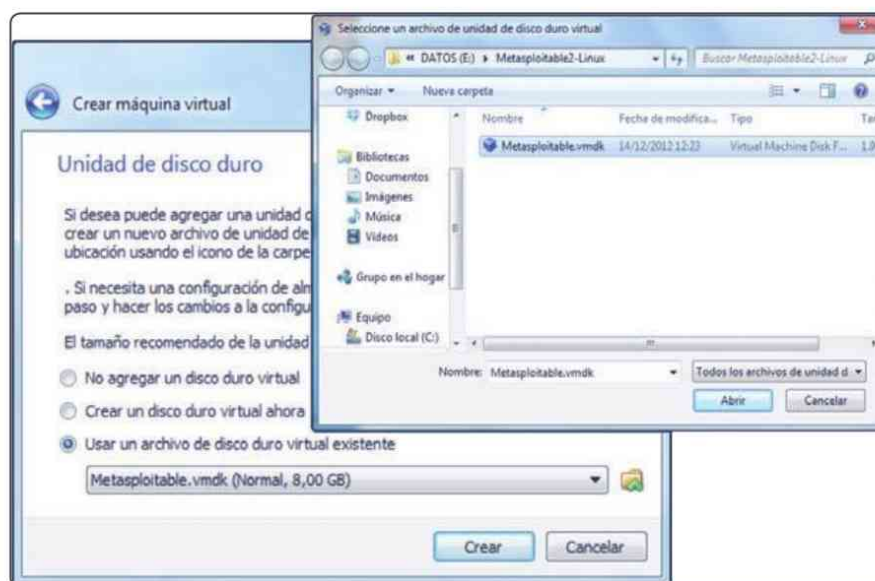 Seleccione un archivo de unidad de disco duro virtual
« DATOS (E:) ▸ Metasploitable2-Linux
Buscar Metasploitable2-Linux
Organizar
Nueva carpeta
Dropbox
Bibliotecas
Documentos
Imágenes
Música
Vídeos
Grupo en el hogar
Equipo
Disco local (C:)
Nombre
Fecha de modifica...
Tipo
Metasploitable.vmdk
14/12/2012 12:23
Virtual Machine Disk F...
Nombre: Metasploitable.vmdk
Todos los archivos de unidad d
Abrir
Cancelar
Crear máquina virtual
Unidad de disco duro
Si desea puede agregar una unidad
crear un nuevo archivo de unidad de
ubicación usando el icono de la carpe
. Si necesita una configuración de alm
paso y hacer los cambios a la configu
El tamaño recomendado de la unidad
No agregar un disco duro virtual
Crear un disco duro virtual ahora
Usar un archivo de disco duro virtual existente
Metasploitable.vmdk (Normal, 8,00 GB)
Crear
Cancelar